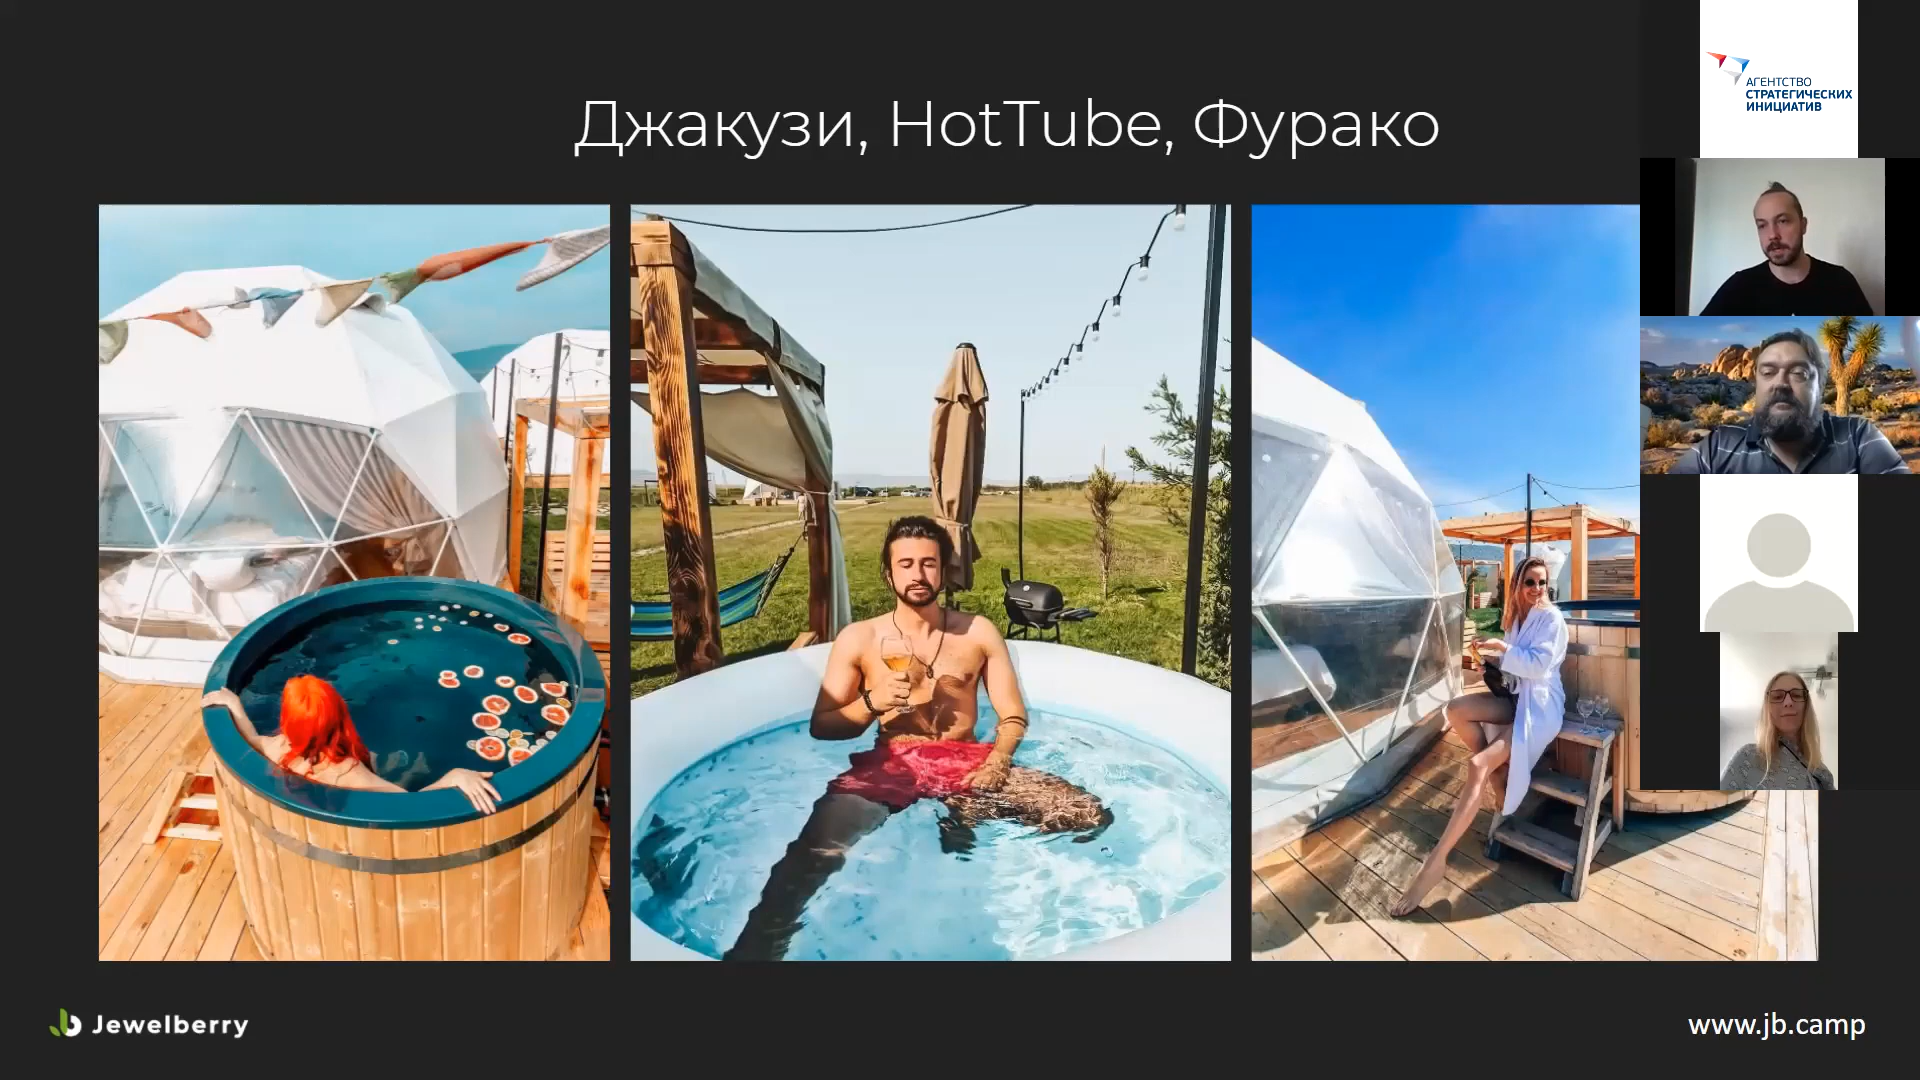 Джакузи, HotTube, Фурако
АГЕНТСТВО
СТРАТЕГИЧЕСКИХ
ИНИЦИАТИВ
Jewelberry
www.jb.camp